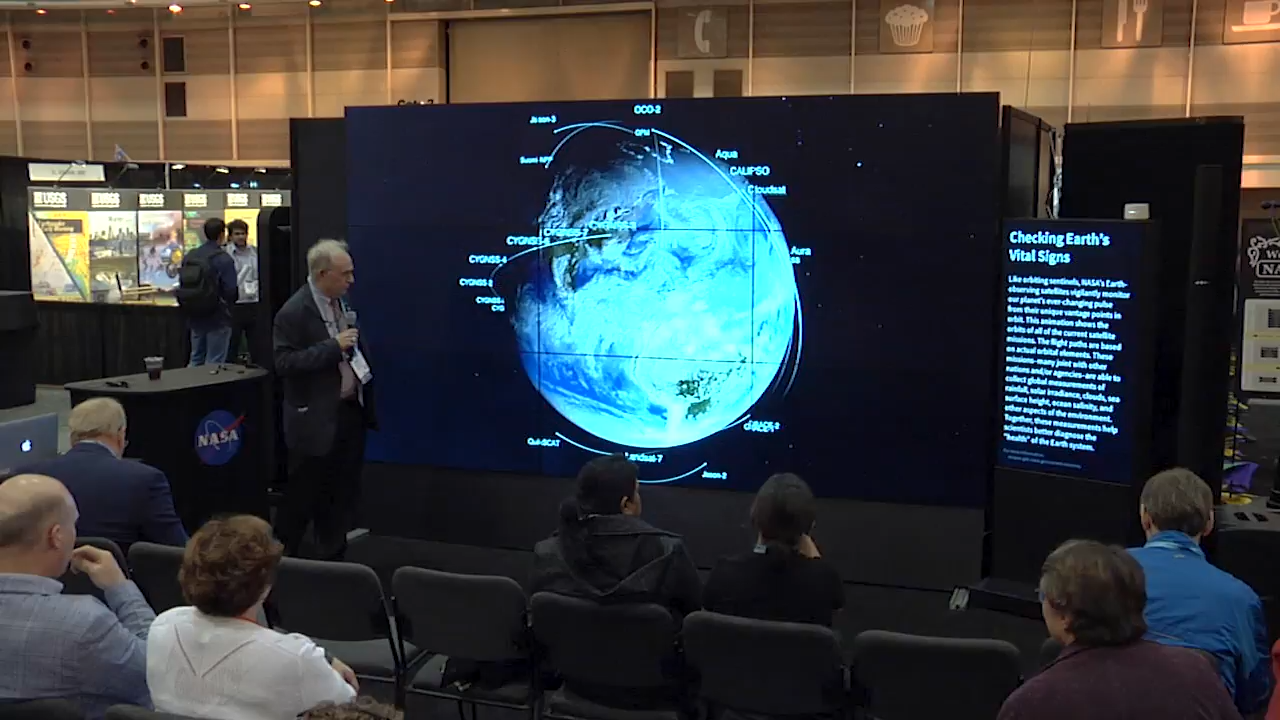 OCO-2
Jason-3
GPM
Suomi NPP
Aqua
CALIPSO
Cloudsat
CYGNSS-7
CYGNSS-4
CYGNSS-2
CYG
Aura
QuikSCAT
Landsat-7
Jason-2
USGS
USGS
USGS
USGS
USGS
NASA
Checking Earth's
Vital Signs
Like orbiting sentinels, NASA's Earth-
observing satellites vigilantly monitor
our planet's ever changing pulse
from their unique vantage points in
orbit. This animation shows the
orbits of all of the current satellite
missions. The flight paths are based
on actual orbital elements. These
missions—many joint with other
nations and/or agencies—are able to
collect global measurements of
rainfall, solar irradiance, clouds, sea
surface height, ocean salinity, and
other aspects of the environment.
Together, these measurements help
scientists better diagnose the
"health" of the Earth system.